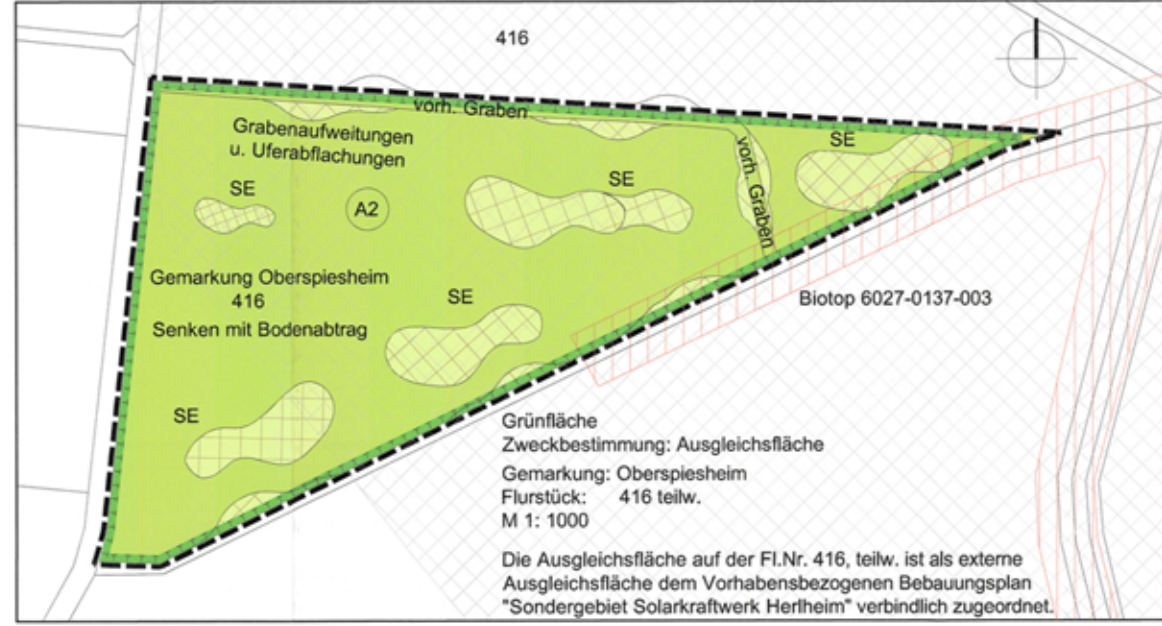 416
vorh. Graben
Grabenaufweitungen
u. Uferabflachungen
SE
vorh. Graben
SE
SE
A2
Gemarkung Oberspiesheim
416
Senken mit Bodenabtrag
SE
Biotop 6027-0137-003
SE
Grünfläche
Zweckbestimmung: Ausgleichsfläche
Gemarkung: Oberspiesheim
Flurstück: 416 teilw.
M 1: 1000
Die Ausgleichsfläche auf der Fl.Nr. 416, teilw. ist als externe
Ausgleichsfläche dem Vorhabensbezogenen Bebauungsplan
"Sondergebiet Solarkraftwerk Herlheim" verbindlich zugeordnet.